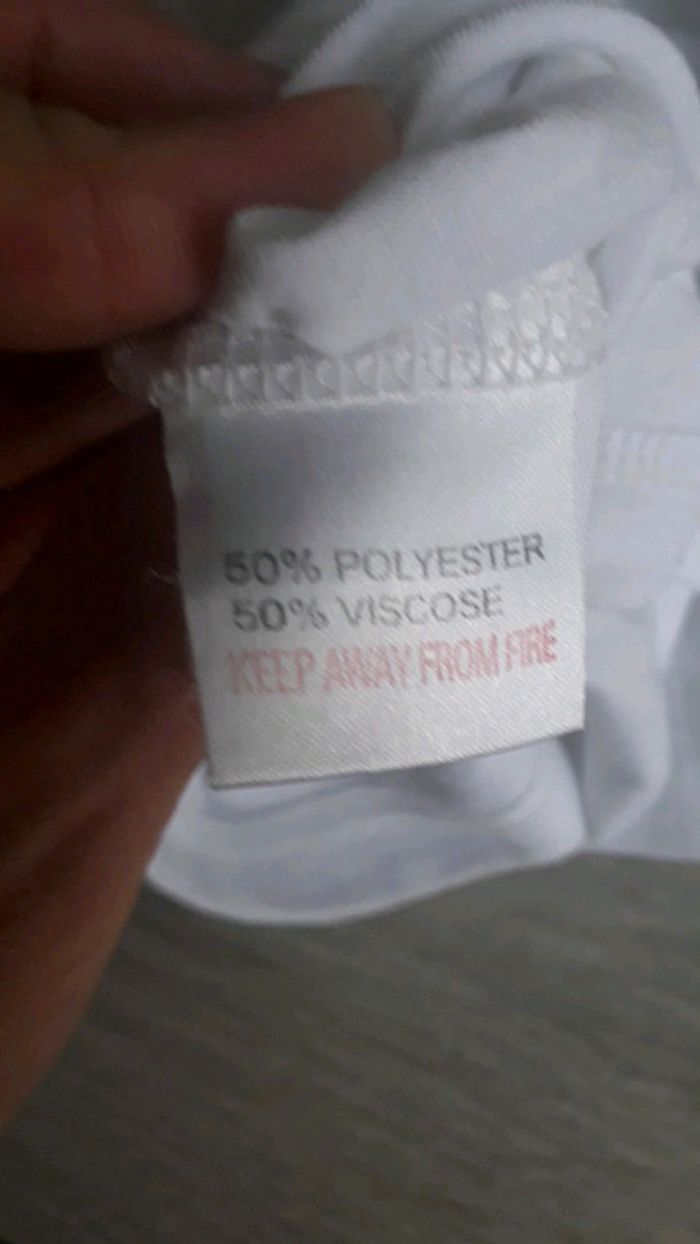 50% POLYESTER
50% VISCOSE
KEEP AWAY FROM FIRE